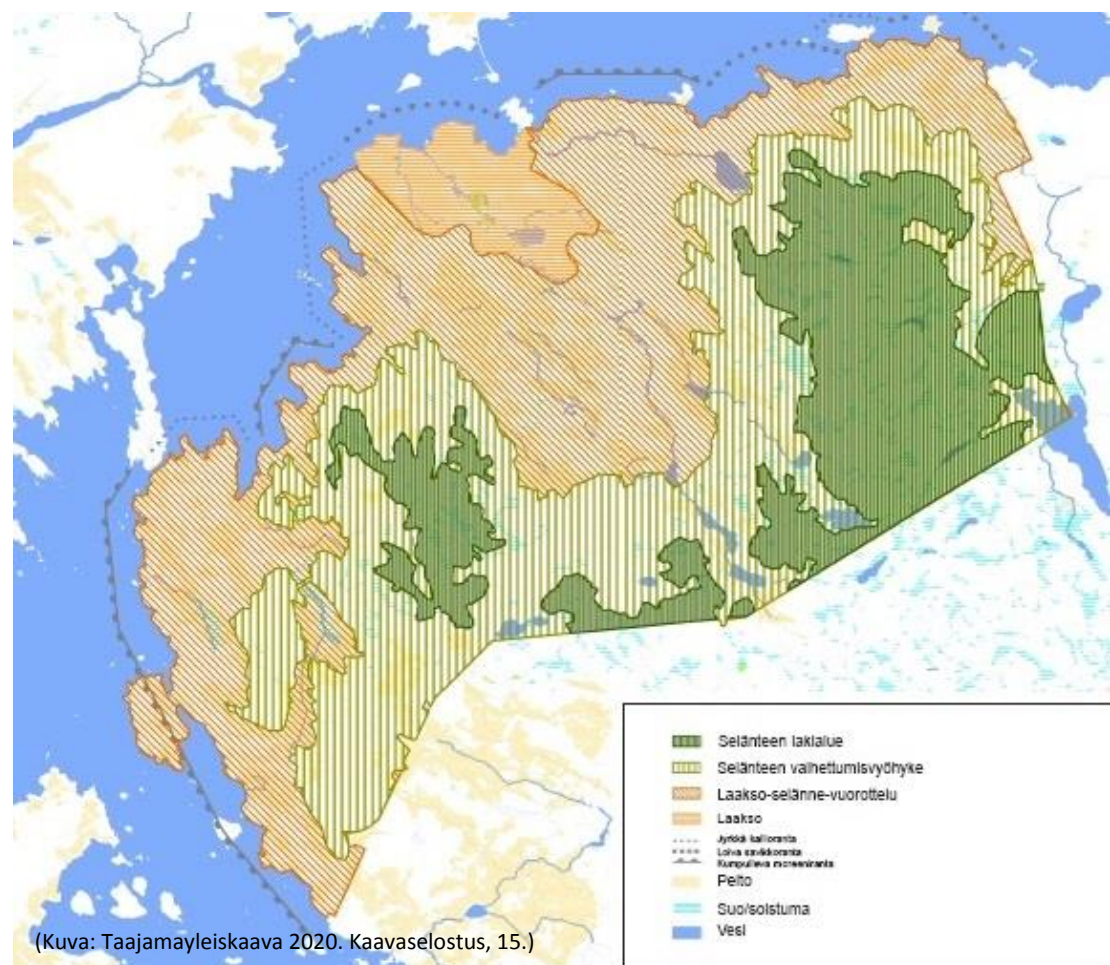 Selänteen lakialue
Selänteen vaihettumisvyöhyke
Laakso-selänne-vuorottelu
Laakso
Jyrkkä kallioranta
Loiva savikkoranta
Kumpuileva moreeniranta
Pelto
Suo/soistuma
Vesi
(Kuva: Taajamayleiskaava 2020. Kaavaselostus, 15.)